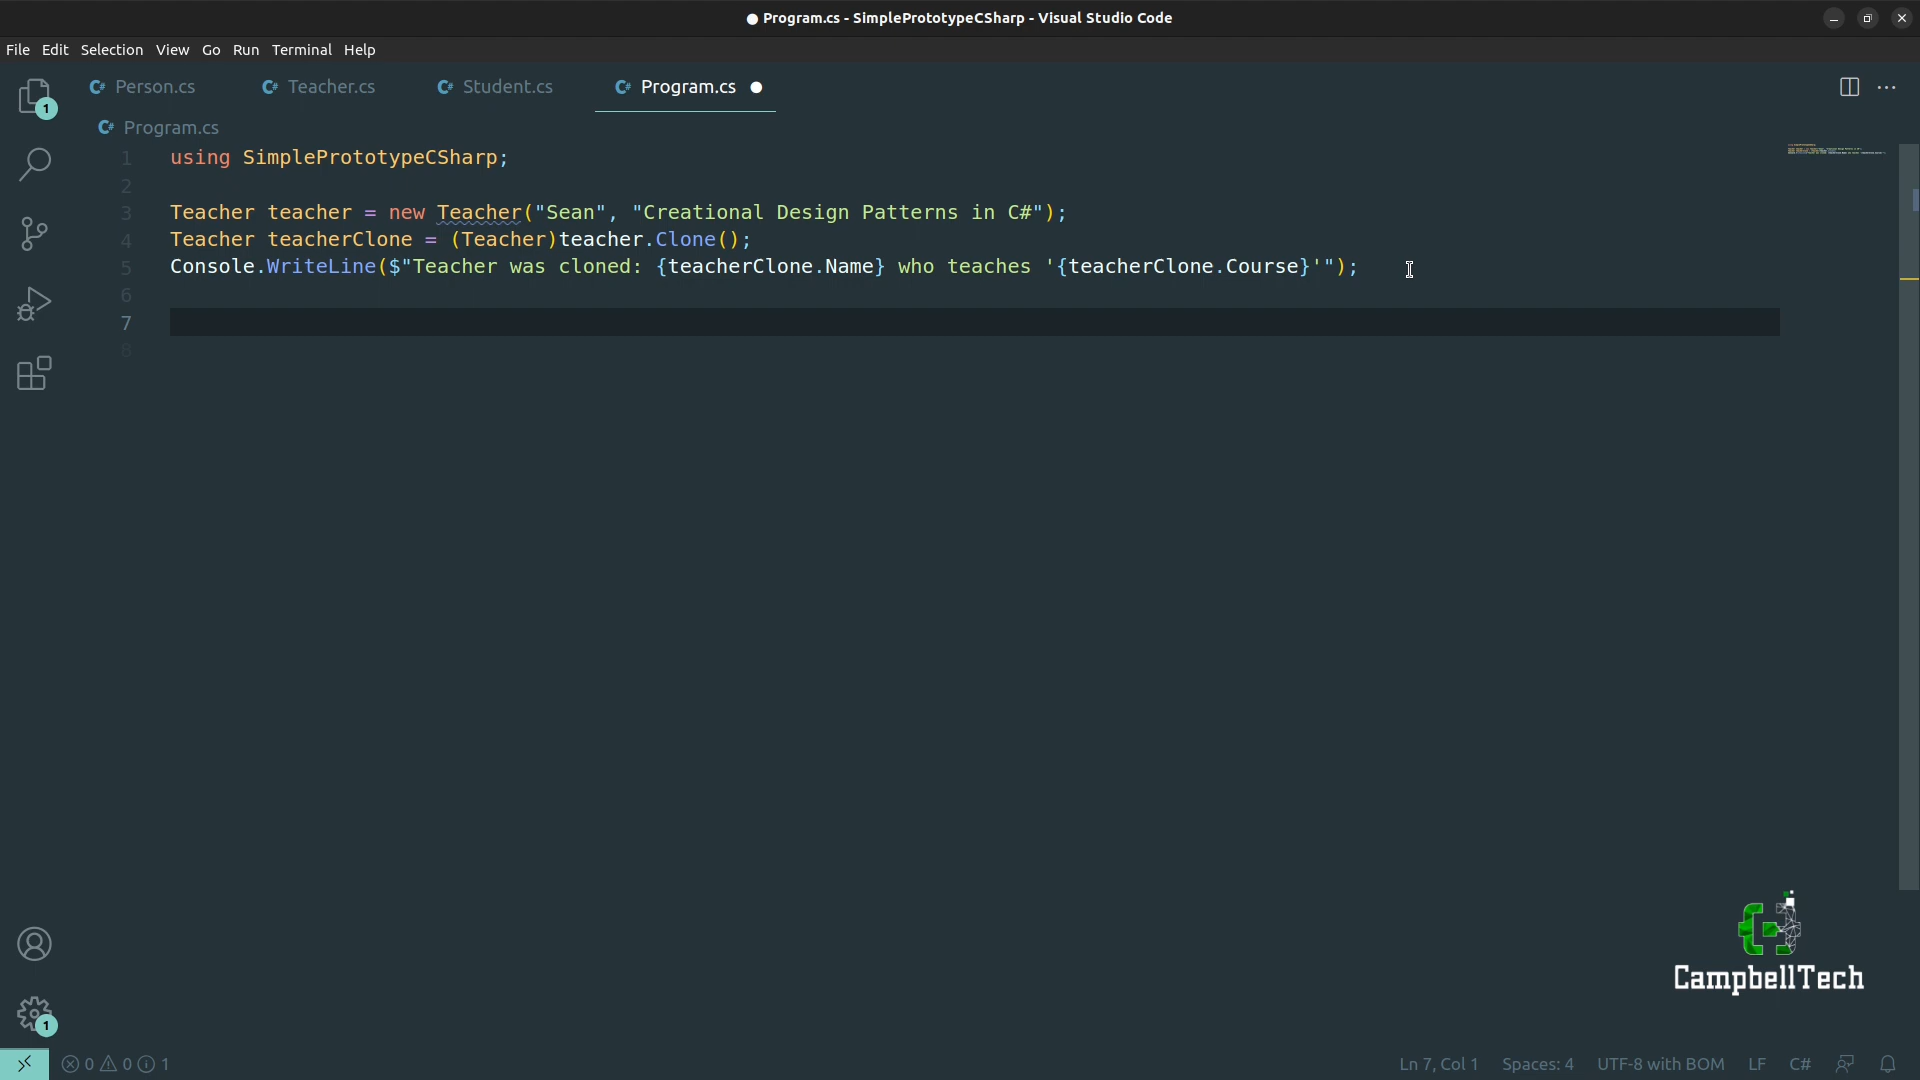 Program.cs - SimplePrototypeCSharp - Visual Studio Code
File Edit Selection View Go Run Terminal Help
Person.cs Teacher.cs Student.cs Program.cs
1
Program.cs
1 using SimplePrototypeCSharp;
2
3 Teacher teacher = new Teacher("Sean", "Creational Design Patterns in C#");
4 Teacher teacherClone = (Teacher)teacher.Clone();
5 Console.WriteLine($"Teacher was cloned: {teacherClone.Name} who teaches '{teacherClone.Course}'");
6
7
8
CampbellTech
1
0 0 1 Ln 7, Col 1 Spaces: 4 UTF-8 with BOM LF C#